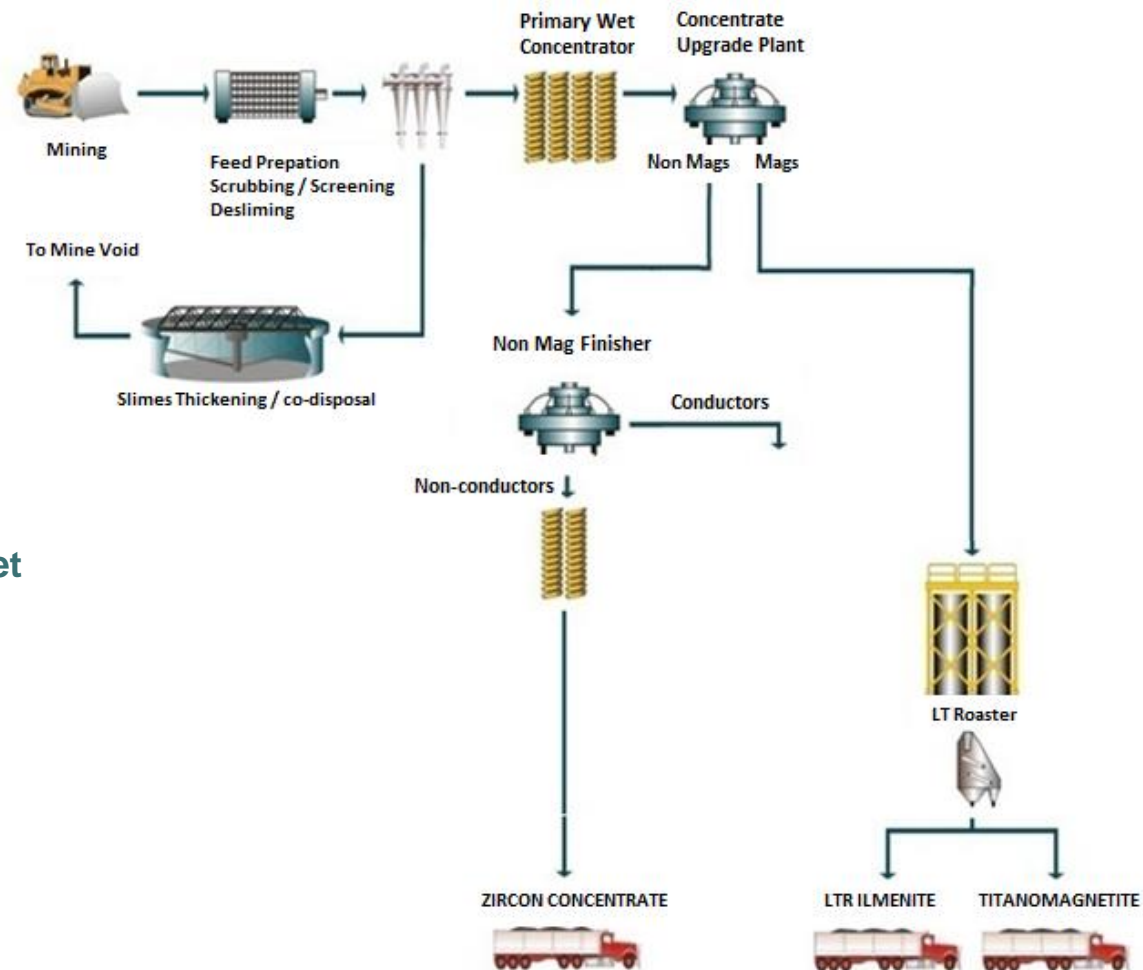 Primary Wet
Concentrator
Concentrate
Upgrade Plant
Mining
Feed Prepation
Scrubbing / Screening
Desliming
Non Mags
Mags
To Mine Void
Slimes Thickening / co-disposal
Non Mag Finisher
Conductors
Non-conductors
et
LT Roaster
ZIRCON CONCENTRATE
LTR ILMENITE
TITANOMAGNETITE